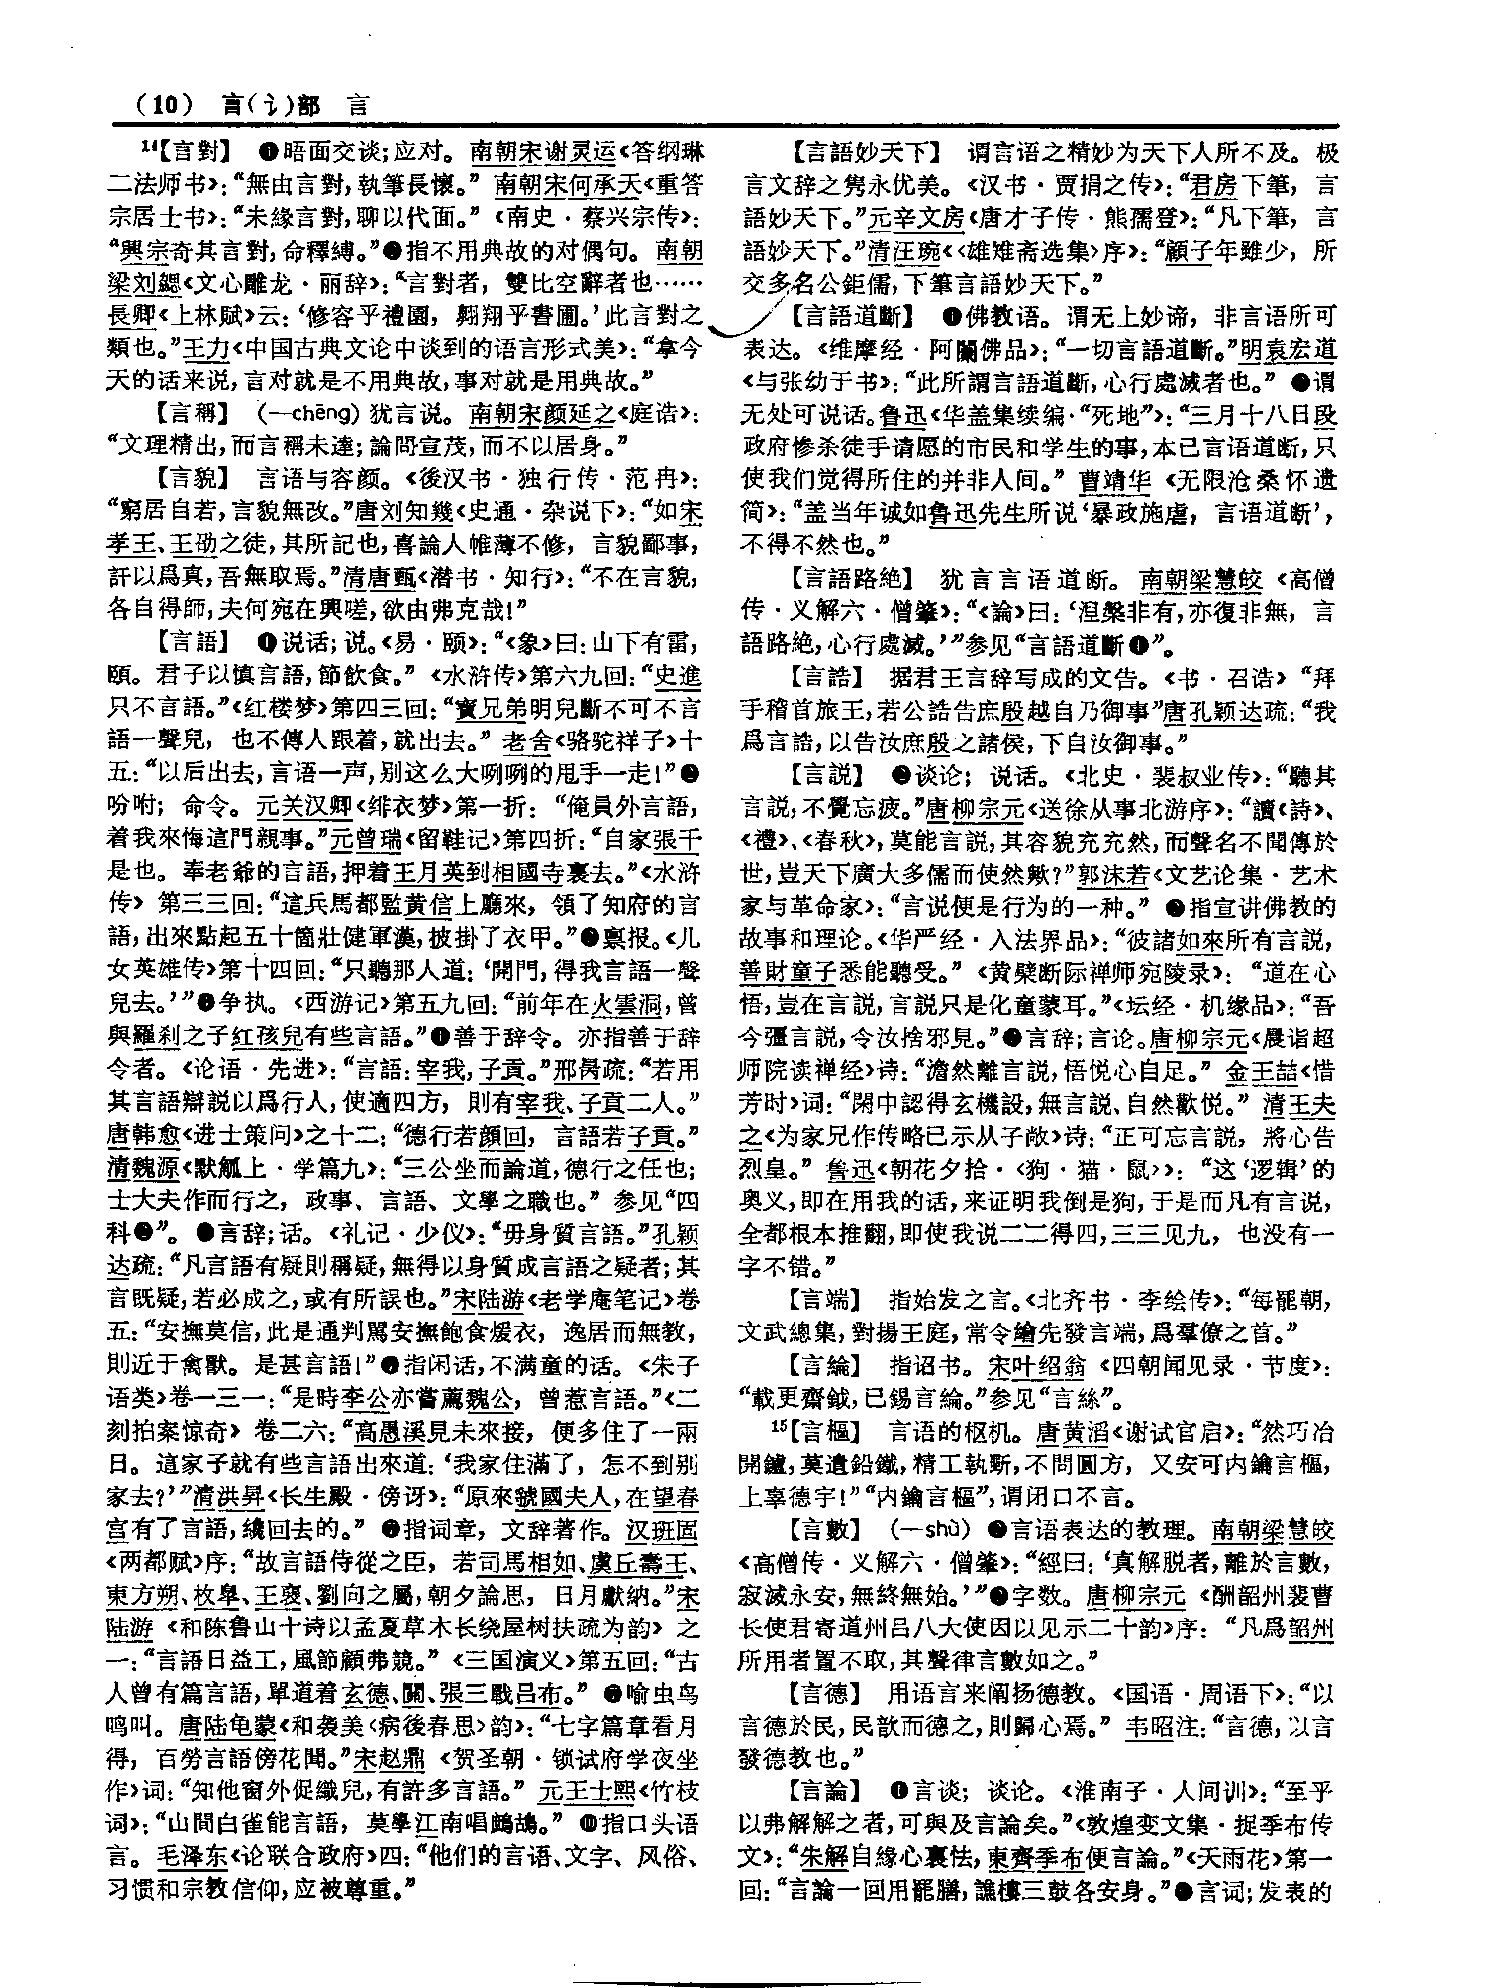 (10) 言(讠)部 言
14【言對】 ❶晤面交谈;应对。南朝宋谢灵运《答纲琳
二法师书》:“無由言對,執筆長懷。” 南朝宋何承天《重答
宗居士书》:“未緣言對,聊以代面。”《南史·蔡兴宗传》:
“興宗奇其言對,命釋縛。”❷指不用典故的对偶句。南朝
梁刘勰《文心雕龙·丽辞》:“言對者,雙比空辭者也……
長卿《上林賦》云:‘修容乎禮園,翱翔乎書圃。’此言對之
類也。”王力《中国古典文论中谈到的语言形式美》:“拿今
天的话来说,言对就是不用典故,事对就是用典故。”
【言稱】 (—chēng) 犹言说。南朝宋颜延之《庭诰》:
“文理精出,而言稱未達;論問宣茂,而不以居身。”
【言貌】 言语与容颜。《後汉书·独行传·范冉》:
“窮居自若,言貌無改。”唐刘知幾《史通·杂说下》:“如宋
孝王、王劭之徒,其所記也,喜論人帷薄不修,言貌鄙事,
訐以爲真,吾無取焉。”清唐甄《潜书·知行》:“不在言貌,
各自得師,夫何宛在興嗟,欲由弗克哉!”
【言語】 ❶说话;说。《易·颐》:“《象》曰:山下有雷,
頤。君子以慎言語,節飲食。” 《水浒传》第六九回:“史進
只不言語。”《红楼梦》第四三回:“寶兄弟明兒斷不可不言
語一聲兒,也不傳人跟着,就出去。” 老舍《骆驼祥子》十
五:“以后出去,言语一声,别这么大咧咧的甩手一走!”❷
吩咐;命令。元关汉卿《绯衣梦》第一折:“俺員外言語,
着我來悔這門親事。”元曾瑞《留鞋记》第四折:“自家張千
是也。奉老爺的言語,押着王月英到相國寺裏去。”《水浒
传》第三三回:“這兵馬都監黄信上廳來,領了知府的言
語,出來點起五十箇壯健軍漢,披掛了衣甲。”❸禀报。《儿
女英雄传》第十四回:“只聽那人道:‘開門,得我言語一聲
兒去。’”❹争执。《西游记》第五九回:“前年在火雲洞,曾
與羅刹之子紅孩兒有些言語。”❺善于辞令。亦指善于辞
令者。《论语·先进》:“言語:宰我,子貢。”邢昺疏:“若用
其言語辯説以爲行人,使適四方,則有宰我、子貢二人。”
唐韩愈《进士策问》之十二:“德行若顔回,言語若子貢。”
清魏源《默觚上·学篇九》:“三公坐而論道,德行之任也;
士大夫作而行之,政事、言語、文學之職也。” 参见“四
科❷”。❻言辞;话。《礼记·少仪》:“毋身質言語。”孔颖
达疏:“凡言語有疑則稱疑,無得以身質成言語之疑者;其
言既疑,若必成之,或有所誤也。”宋陆游《老学庵笔记》卷
五:“安撫莫信,此是通判駡安撫飽食煖衣,逸居而無教,
則近于禽獸。是甚言語!”❼指闲话,不满意的话。《朱子
语类》卷一三一:“是時李公亦嘗薦魏公,曾惹言語。”《二
刻拍案惊奇》卷二六:“高愚溪見未來接,便多住了一兩
日。這家子就有些言語出來道:‘我家住滿了,怎不到别
家去?’”清洪昇《长生殿·傍讶》:“原來虢國夫人,在望春
宫有了言語,纔回去的。” ❽指词章,文辞著作。汉班固
《两都赋》序:“故言語侍從之臣,若司馬相如、虞丘壽王、
東方朔、枚皋、王褒、劉向之屬,朝夕論思,日月獻納。”宋
陆游《和陈鲁山十诗以孟夏草木长绕屋树扶疏为韵》之
一:“言語日益工,風節顧弗競。” 《三国演义》第五回:“古
人曾有篇言語,單道着玄德、關、張三戰吕布。” ❾喻虫鸟
鸣叫。唐陆龟蒙《和袭美〈病後春思〉韵》:“七字篇章看月
得,百勞言語傍花聞。”宋赵鼎《贺圣朝·锁试府学夜坐
作》词:“知他窗外促織兒,有許多言語。” 元王士熙《竹枝
词》:“山間白雀能言語,莫學江南唱鷓鴣。” ❿指口头语
言。毛泽东《论联合政府》四:“他们的言语、文字、风俗、
习惯和宗教信仰,应被尊重。”
【言語妙天下】 谓言语之精妙为天下人所不及。极
言文辞之隽永优美。《汉书·贾捐之传》:“君房下筆,言
語妙天下。”元辛文房《唐才子传·熊孺登》:“凡下筆,言
語妙天下。”清汪琬《〈雄雉斋选集〉序》:“顧子年雖少,所
交多名公鉅儒,下筆言語妙天下。”
【言語道斷】 ❶佛教语。谓无上妙谛,非言语所可
表达。《维摩经·阿閦佛品》:“一切言語道斷。”明袁宏道
《与张幼于书》:“此所謂言語道斷,心行處滅者也。” ❷谓
无处可说话。鲁迅《华盖集续编·“死地”》:“三月十八日段
政府惨杀徒手请愿的市民和学生的事,本已言语道断,只
使我们觉得所住的并非人间。” 曹靖华《无限沧桑怀遗
简》:“盖当年诚如鲁迅先生所说‘暴政施虐,言语道断’,
不得不然也。”
【言語路絶】 犹言言语道断。南朝梁慧皎《高僧
传·义解六·僧肇》:“《論》曰:‘涅槃非有,亦復非無,言
語路絶,心行處滅。’”参见“言語道斷❶”。
【言誥】 据君王言辞写成的文告。《书·召诰》“拜
手稽首旅王,若公誥告庶殷越自乃御事”唐孔颖达疏:“我
爲言誥,以告汝庶殷之諸侯,下自汝御事。”
【言説】 ❶谈论;说话。《北史·裴叔业传》:“聽其
言説,不覺忘疲。”唐柳宗元《送徐从事北游序》:“讀《詩》、
《禮》、《春秋》,莫能言説,其容貌充充然,而聲名不聞傳於
世,豈天下廣大多儒而使然歟?”郭沫若《文艺论集·艺术
家与革命家》:“言说便是行为的一种。” ❷指宣讲佛教的
故事和理论。《华严经·入法界品》:“彼諸如來所有言説,
善財童子悉能聽受。” 《黄檗断际禅师宛陵录》:“道在心
悟,豈在言説,言説只是化童蒙耳。”《坛经·机缘品》:“吾
今彊言説,令汝捨邪見。”❸言辞;言论。唐柳宗元《晨诣超
师院读禅经》诗:“澹然離言説,悟悦心自足。” 金王喆《惜
芳时》词:“閑中認得玄機設,無言説、自然歡悦。” 清王夫
之《为家兄作传略已示从子敞》诗:“正可忘言説,將心告
烈皇。” 鲁迅《朝花夕拾·〈狗·猫·鼠〉》:“这‘逻辑’的
奥义,即在用我的话,来证明我倒是狗,于是而凡有言说,
全都根本推翻,即使我说二二得四,三三见九,也没有一
字不错。”
【言端】 指始发之言。《北齐书·李绘传》:“每罷朝,
文武總集,對揚王庭,常令繪先發言端,爲羣僚之首。”
【言綸】 指诏书。宋叶绍翁《四朝闻见录·节度》:
“載更齋鉞,已錫言綸。”参见“言絲”。
15【言樞】 言语的枢机。唐黄滔《谢试官启》:“然巧冶
開鑪,莫遺鉛鐵,精工執斲,不問圓方,又安可内鑰言樞,
上辜德宇!”“内鑰言樞”,谓闭口不言。
【言數】 (—shù) ❶言语表达的教理。南朝梁慧皎
《高僧传·义解六·僧肇》:“經曰:‘真解脱者,離於言數,
寂滅永安,無終無始。’”❷字数。唐柳宗元《酬韶州裴曹
长使君寄道州吕八大使因以见示二十韵》序:“凡爲韶州
所用者置不取,其聲律言數如之。”
【言德】 用语言来阐扬德教。《国语·周语下》:“以
言德於民,民歆而德之,則歸心焉。” 韦昭注:“言德,以言
發德教也。”
【言論】 ❶言谈;谈论。《淮南子·人间训》:“至乎
以弗解解之者,可與及言論矣。”《敦煌变文集·捉季布传
文》:“朱解自緣心裏怯,東齊季布便言論。”《天雨花》第一
回:“言論一回用罷膳,譙樓三鼓各安身。”❷言词;发表的